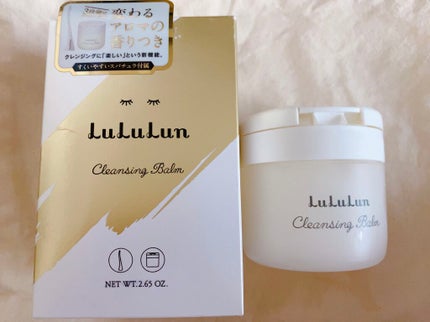 変わる
アロマの
香りつき
クレンジングに「楽しい」という新機能。
すくいやすいスパチュラ付属
LuLuLun
Cleansing Balm
NET WT.2.65 OZ.
LuLuLun
Cleansing Balm